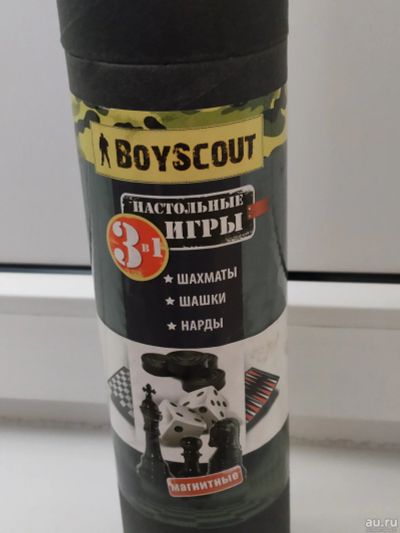 BOYSCOUT
НАСТОЛЬНЫЕ
ИГРЫ
3 в 1
ШАХМАТЫ
ШАШКИ
НАРДЫ
магнитные
au.ru